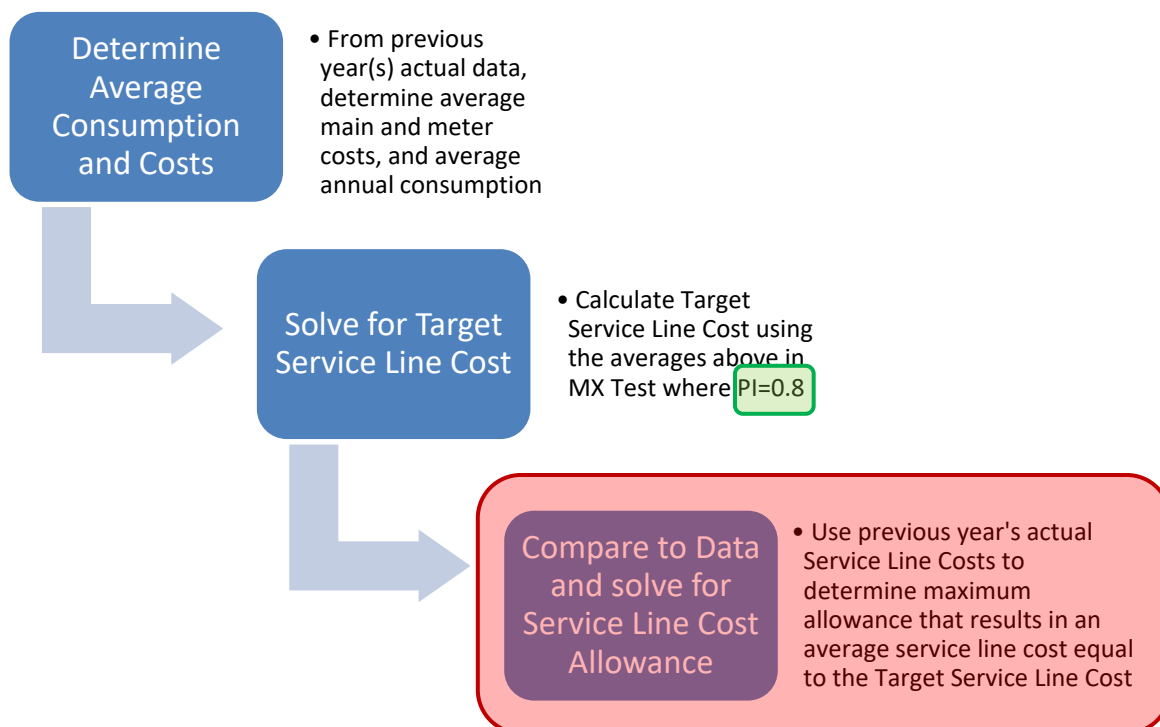 Determine
Average
Consumption
and Costs
• From previous
year(s) actual data,
determine average
main and meter
costs, and average
annual consumption
Solve for Target
Service Line Cost
• Calculate Target
Service Line Cost using
the averages above in
MX Test where PI=0.8
Compare to Data
and solve for
Service Line Cost
Allowance
• Use previous year's actual
Service Line Costs to
determine maximum
allowance that results in an
average service line cost equal
to the Target Service Line Cost